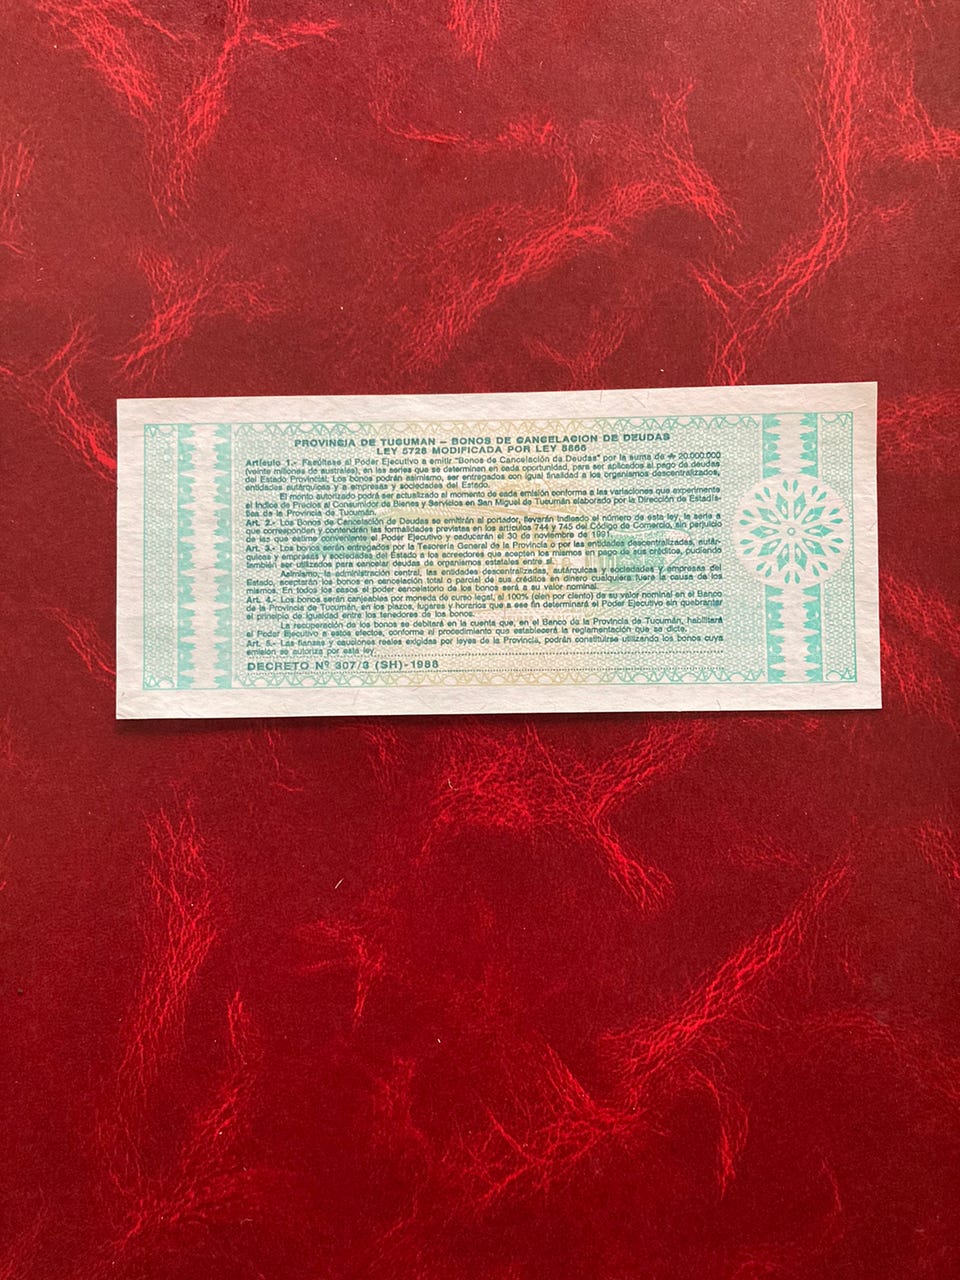 PROVINCIA DE TUCUMAN – BONOS DE CANCELACION DE DEUDAS
LEY 5728 MODIFICADA POR LEY 5866
Artículo 1.- Facúltase al Poder Ejecutivo a emitir "Bonos de Cancelación de Deudas" por la suma de ₳ 20.000.000
(veinte millones de australes), en las series que se determinen en cada oportunidad, para ser aplicados al pago de deudas
del Estado Provincial; Los bonos podrán asimismo, ser entregados con igual finalidad a los organismos descentralizados,
entidades autárquicas y a empresas y sociedades del Estado.
El monto autorizado podrá ser actualizado al momento de cada emisión conforme a las variaciones que experimente
el Indice de Precios al Consumidor de Bienes y Servicios en San Miguel de Tucumán elaborado por la Dirección de Estadís-
ticas de la Provincia de Tucumán.
Art. 2.- Los Bonos de Cancelación de Deudas se emitirán al portador, llevarán indicado el número de esta ley, la serie a
que corresponden y contendrán las formalidades previstas en los artículos 744 y 745 del Código de Comercio, sin perjuicio
de las que estime conveniente el Poder Ejecutivo y caducarán el 30 de noviembre de 1991.
Art. 3.- Los bonos serán entregados por la Tesorería General de la Provincia o por las entidades descentralizadas, autár-
quicas y empresas y sociedades del Estado a los acreedores que acepten los mismos en pago de sus créditos, pudiendo
también ser utilizados para cancelar deudas de organismos estatales entre sí.
Asimismo, la administración central, las entidades descentralizadas, autárquicas y sociedades y empresas del
Estado, aceptarán los bonos en cancelación total o parcial de sus créditos en dinero cualquiera fuere la causa de los
mismos. En todos los casos el poder cancelatorio de los bonos será a su valor nominal.
Art. 4.- Los bonos serán canjeables por moneda de curso legal, al 100% (cien por ciento) de su valor nominal en el Banco
de la Provincia de Tucumán, en los plazos, lugares y horarios que a ese fin determinará el Poder Ejecutivo sin quebrantar
el principio de igualdad entre los tenedores de los bonos.
La recuperación de los bonos se debitará en la cuenta que, en el Banco de la Provincia de Tucumán, habilitará
el Poder Ejecutivo a estos efectos, conforme al procedimiento que establecerá la reglamentación que se dicte.
Art. 5.- Las fianzas y cauciones reales exigidas por leyes de la Provincia, podrán constituirse utilizando los bonos cuya
emisión se autoriza por esta ley.
DECRETO Nº 307/3 (SH)-1988